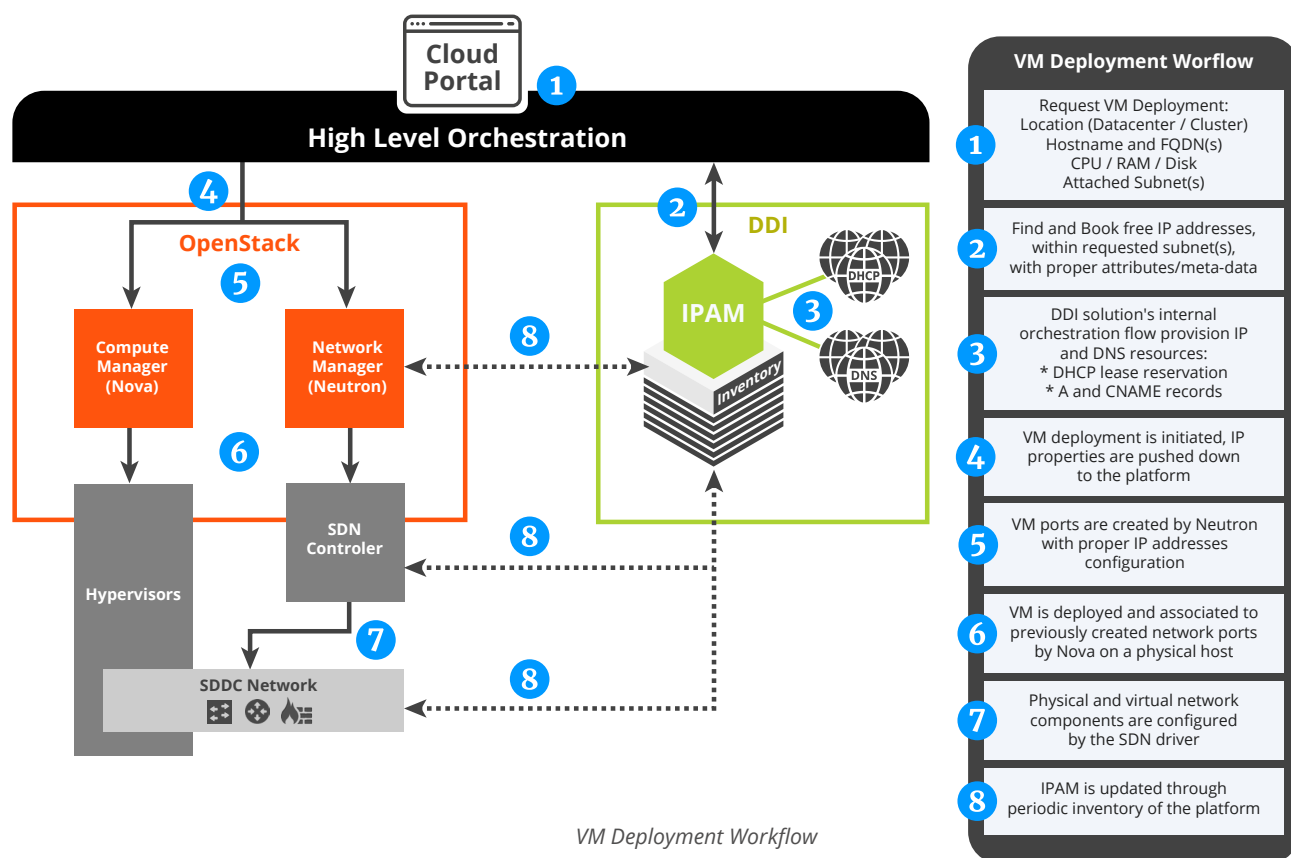 Cloud
Portal
1
High Level Orchestration
4
2
OpenStack
DDI
5
DHCP
IPAM
3
8
Compute
Manager
(Nova)
Network
Manager
(Neutron)
Inventory
DNS
6
SDN
Controler
8
Hypervisors
7
8
SDDC Network
VM Deployment Workflow
VM Deployment Worflow
1
Request VM Deployment:
Location (Datacenter / Cluster)
Hostname and FQDN(s)
CPU / RAM / Disk
Attached Subnet(s)
2
Find and Book free IP addresses,
within requested subnet(s),
with proper attributes/meta-data
3
DDI solution's internal
orchestration flow provision IP
and DNS resources:
* DHCP lease reservation
* A and CNAME records
4
VM deployment is initiated, IP
properties are pushed down
to the platform
5
VM ports are created by Neutron
with proper IP addresses
configuration
6
VM is deployed and associated to
previously created network ports
by Nova on a physical host
7
Physical and virtual network
components are configured
by the SDN driver
8
IPAM is updated through
periodic inventory of the platform